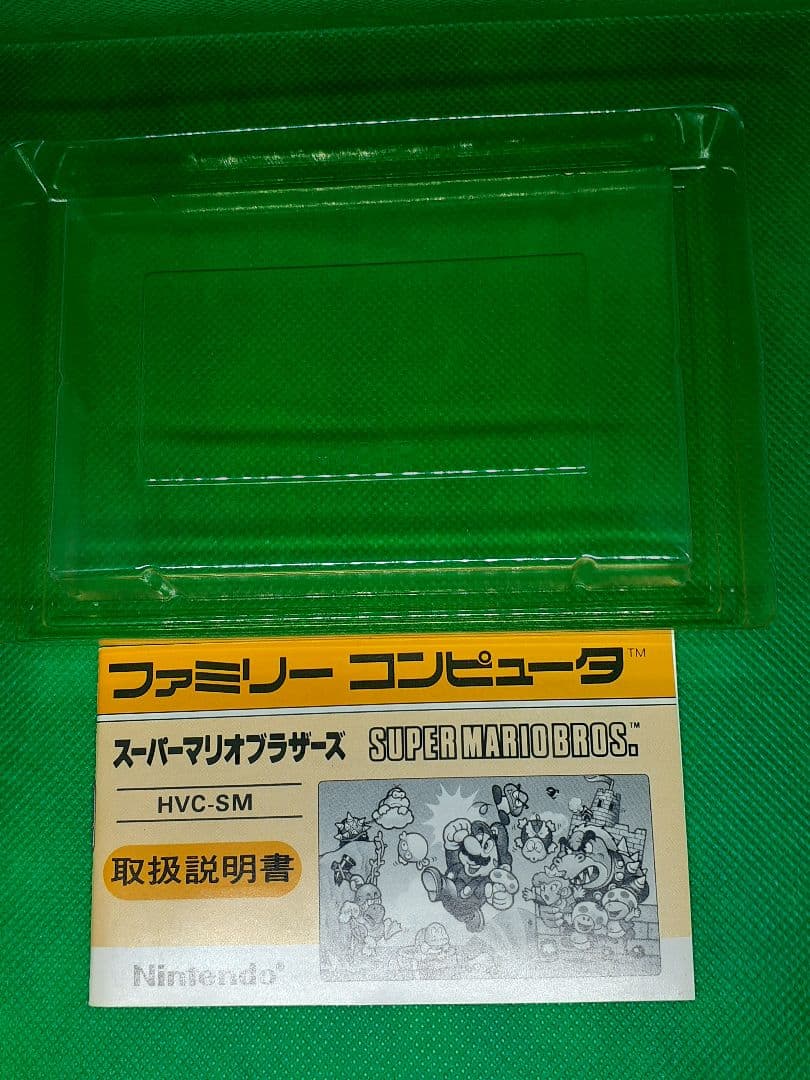 ファミリー コンピュータ™
スーパーマリオブラザーズ SUPER MARIO BROS.™
HVC-SM
取扱説明書
Nintendo®